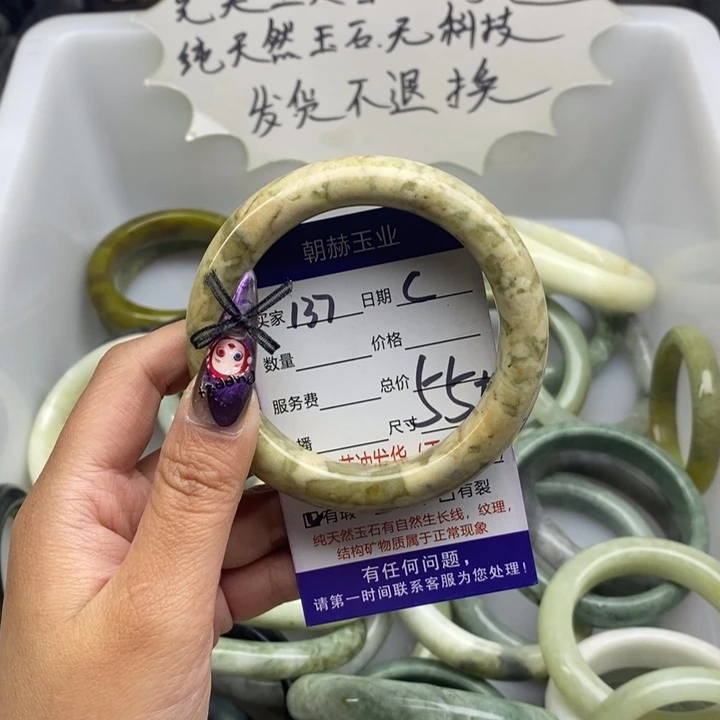 纯天然玉石.无科技
发货不退换
朝赫玉业
买家 137 日期 C
数量 价格
服务费 总价
播 尺寸 55
有瑕 有裂
纯天然玉石有自然生长线，纹理，
结构矿物质属于正常现象
有任何问题，
请第一时间联系客服为您处理！